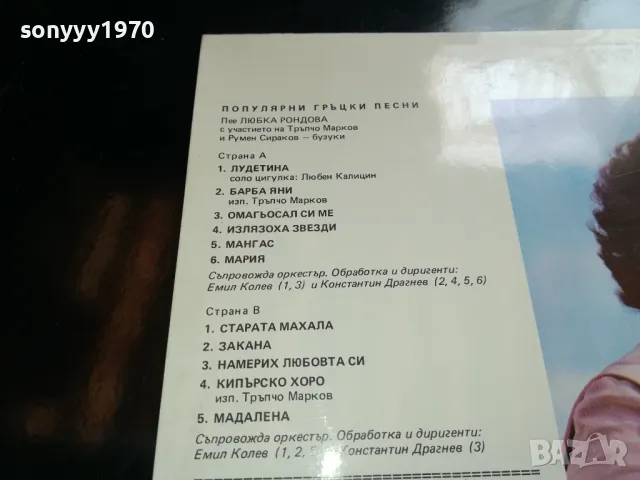 sonyyy1970
ПОПУЛЯРНИ ГРЪЦКИ ПЕСНИ
Пее ЛЮБКА РОНДОВА
с участието на Тръпчо Марков
и Румен Сираков – бузуки
Страна А
1. ЛУДЕТИНА
соло цигулка: Любен Калицин
2. БАРБА ЯНИ
изп. Тръпчо Марков
3. ОМАГЬОСАЛ СИ МЕ
4. ИЗЛЯЗОХА ЗВЕЗДИ
5. МАНГАС
6. МАРИЯ
Съпровожда оркестър. Обработка и диригенти:
Емил Колев (1, 3) и Константин Драгнев (2, 4, 5, 6)
Страна В
1. СТАРАТА МАХАЛА
2. ЗАКАНА
3. НАМЕРИХ ЛЮБОВТА СИ
4. КИПЪРСКО ХОРО
изп. Тръпчо Марков
5. МАДАЛЕНА
Съпровожда оркестър. Обработка и диригенти:
Емил Колев (1, 2, Константин Драгнев (3)
BAZAR
bg